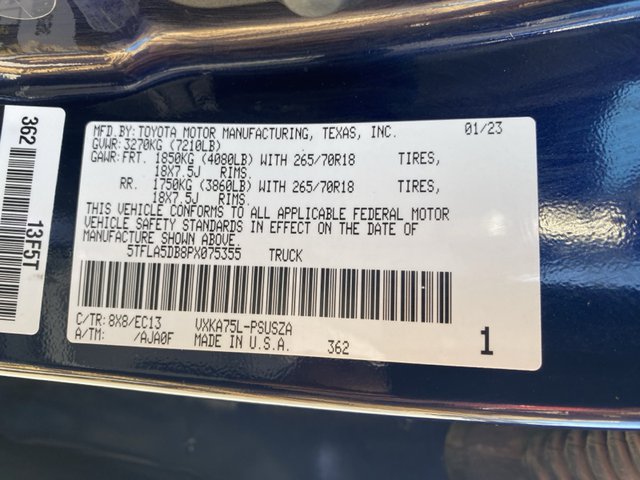 362
13F5T
MFD.BY: TOYOTA MOTOR MANUFACTURING, TEXAS, INC. 01/23
GVWR: 3270KG (7210LB)
GAWR: FRT. 1850KG (4080LB) WITH 265/70R18 TIRES,
18X7.5J RIMS.
RR. 1750KG (3860LB) WITH 265/70R18 TIRES,
18X7.5J RIMS.
THIS VEHICLE CONFORMS TO ALL APPLICABLE FEDERAL MOTOR
VEHICLE SAFETY STANDARDS IN EFFECT ON THE DATE OF
MANUFACTURE SHOWN ABOVE.
5TFLA5DB8PX075355 TRUCK
C/TR: 8X8/EC13 VXKA75L-PSUSZA
A/TM: /AJA0F MADE IN U.S.A. 362 1